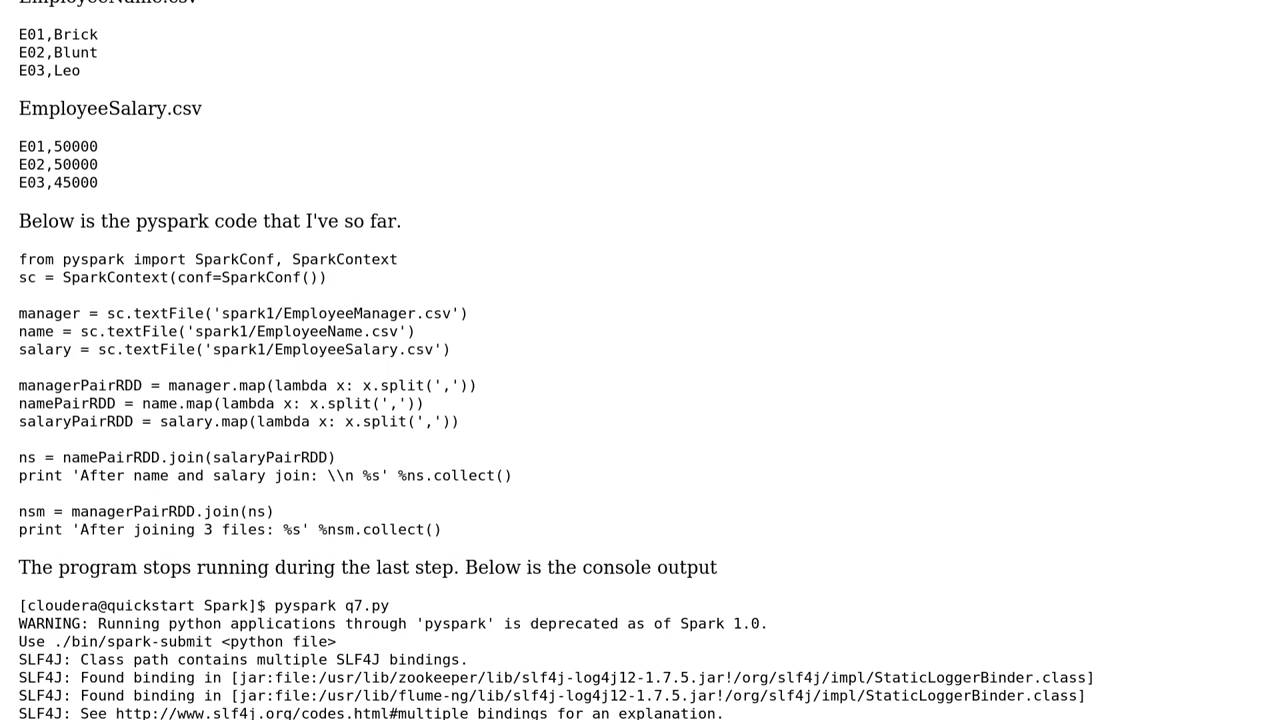 EmployeeName.csv
E01,Brick
E02,Blunt
E03,Leo
EmployeeSalary.csv
E01,50000
E02,50000
E03,45000
Below is the pyspark code that I've so far.
from pyspark import SparkConf, SparkContext
sc = SparkContext(conf=SparkConf())
manager = sc.textFile('spark1/EmployeeManager.csv')
name = sc.textFile('spark1/EmployeeName.csv')
salary = sc.textFile('spark1/EmployeeSalary.csv')
managerPairRDD = manager.map(lambda x: x.split(','))
namePairRDD = name.map(lambda x: x.split(','))
salaryPairRDD = salary.map(lambda x: x.split(','))
ns = namePairRDD.join(salaryPairRDD)
print 'After name and salary join: \\n %s' %ns.collect()
nsm = managerPairRDD.join(ns)
print 'After joining 3 files: %s' %nsm.collect()
The program stops running during the last step. Below is the console output
[cloudera@quickstart Spark]$ pyspark q7.py
WARNING: Running python applications through 'pyspark' is deprecated as of Spark 1.0.
Use ./bin/spark-submit <python file>
SLF4J: Class path contains multiple SLF4J bindings.
SLF4J: Found binding in [jar:file:/usr/lib/zookeeper/lib/slf4j-log4j12-1.7.5.jar!/org/slf4j/impl/StaticLoggerBinder.class]
SLF4J: Found binding in [jar:file:/usr/lib/flume-ng/lib/slf4j-log4j12-1.7.5.jar!/org/slf4j/impl/StaticLoggerBinder.class]
SLF4J: See http://www.slf4j.org/codes.html#multiple_bindings for an explanation.